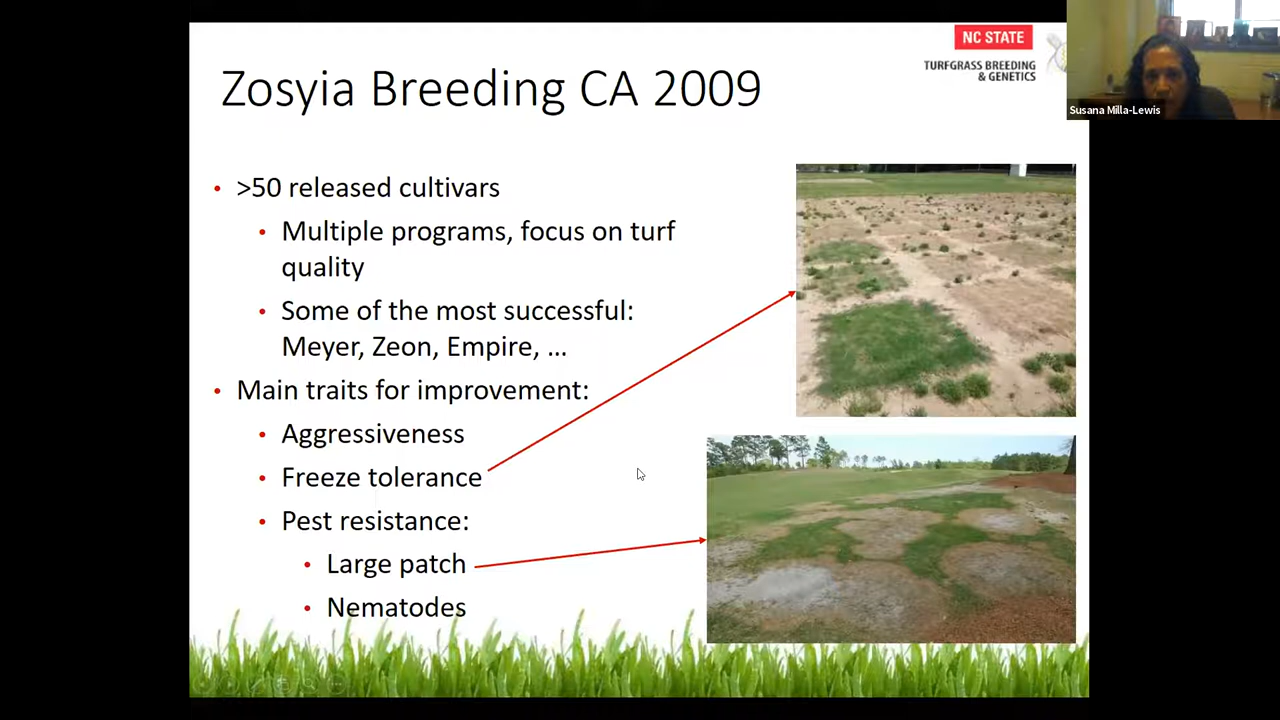 NC STATE
TURFGRASS BREEDING
& GENETICS
Susana Milla-Lewis
Zosyia Breeding CA 2009
• >50 released cultivars
• Multiple programs, focus on turf
quality
• Some of the most successful:
Meyer, Zeon, Empire, ...
• Main traits for improvement:
• Aggressiveness
• Freeze tolerance
• Pest resistance:
• Large patch
• Nematodes